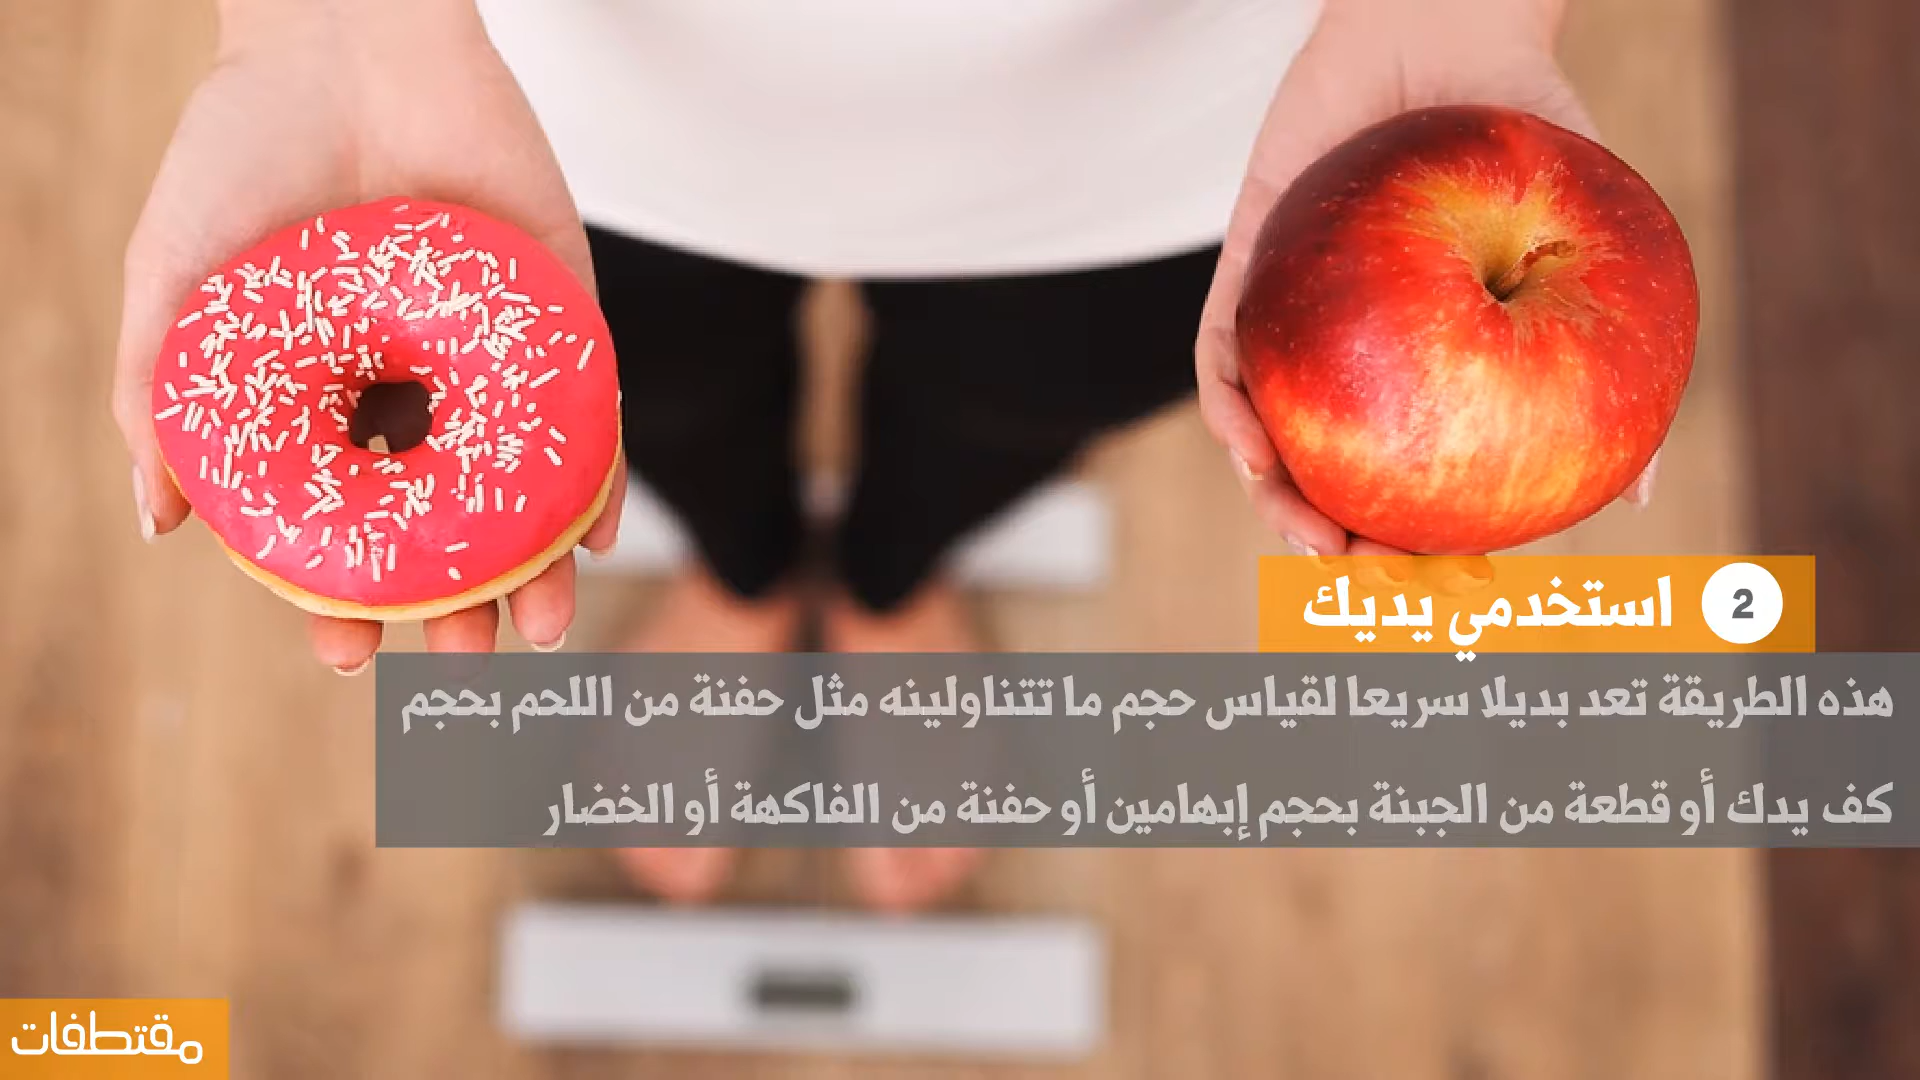 2 استخدمي يديك
هذه الطريقة تعد بديلا سريعا لقياس حجم ما تتناولينه مثل حفنة من اللحم بحجم
كف يدك أو قطعة من الجبنة بحجم إبهامين أو حفنة من الفاكهة أو الخضار
مقتطفات